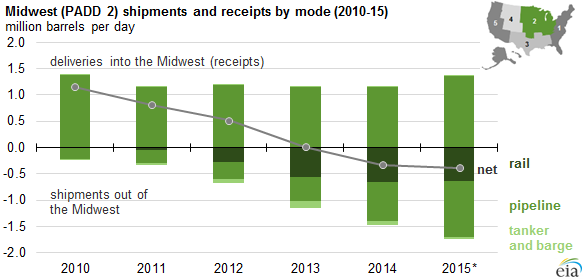 Midwest (PADD 2) shipments and receipts by mode (2010-15)
million barrels per day
2.0
1.5
1.0
0.5
0.0
-0.5
-1.0
-1.5
-2.0
deliveries into the Midwest (receipts)
shipments out of
the Midwest
2010
2011
2012
2013
2014
2015*
net
rail
pipeline
tanker
and barge
5
4
2
3
1
eia